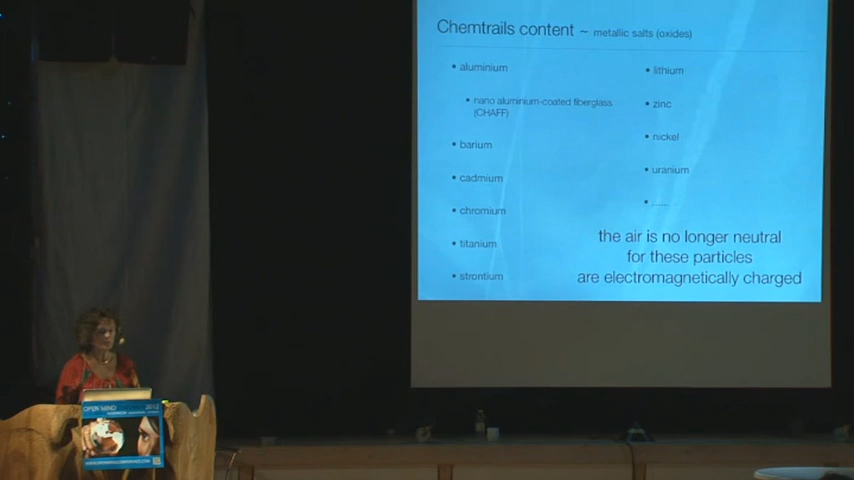 Chemtrails content ~ metallic salts (oxides)
• aluminium
• nano aluminium-coated fiberglass
(CHAFF)
• barium
• cadmium
• chromium
• titanium
• strontium
• lithium
• zinc
• nickel
• uranium
• ......
the air is no longer neutral
for these particles
are electromagnetically charged
OPEN MIND 2012